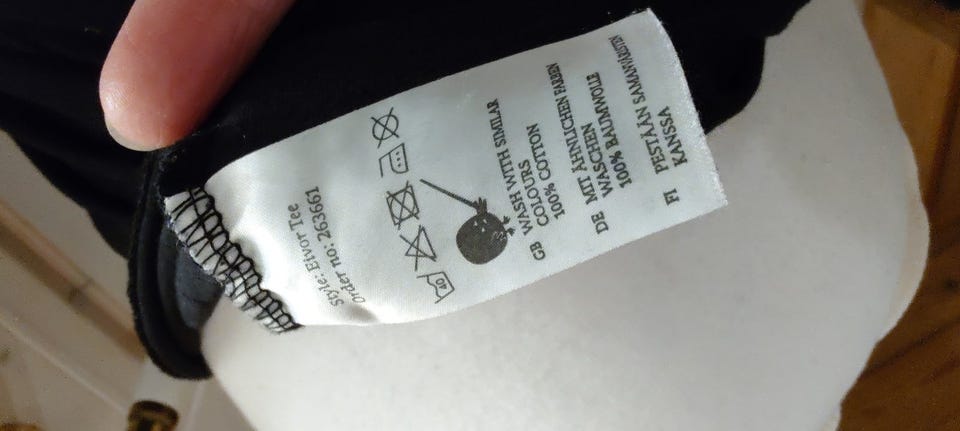 Style: Eivor Tee
Order no: 263661
40
GB WASH WITH SIMILAR
COLOURS
100% COTTON
DE MIT ÄHNLICHEN FARBEN
WASCHEN
100% BAUMWOLLE
FI PESTÄÄN SAMANVÄRISTEN
KANSSA